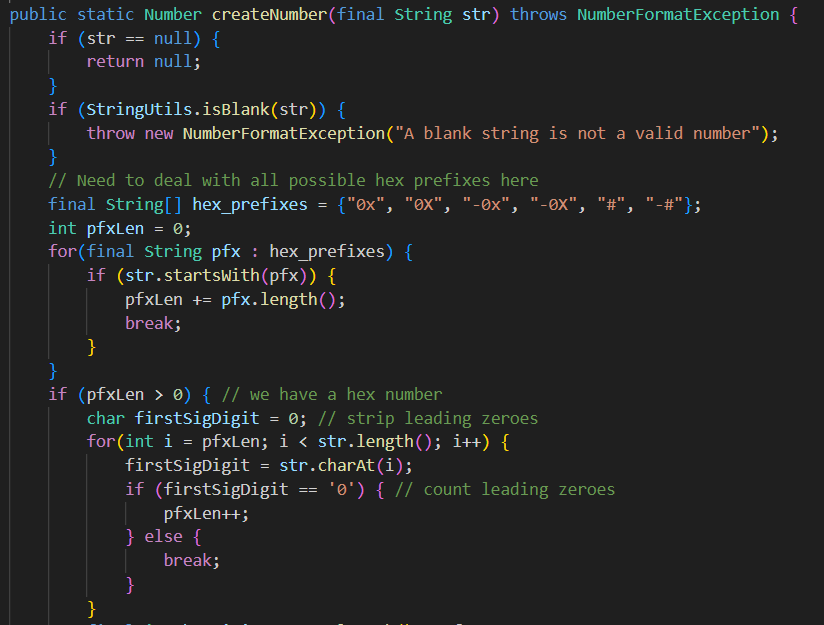 public static Number createNumber(final String str) throws NumberFormatException {
    if (str == null) {
        return null;
    }
    if (StringUtils.isBlank(str)) {
        throw new NumberFormatException("A blank string is not a valid number");
    }
    // Need to deal with all possible hex prefixes here
    final String[] hex_prefixes = {"0x", "0X", "-0x", "-0X", "#", "-#"};
    int pfxLen = 0;
    for(final String pfx : hex_prefixes) {
        if (str.startsWith(pfx)) {
            pfxLen += pfx.length();
            break;
        }
    }
    if (pfxLen > 0) { // we have a hex number
        char firstSigDigit = 0; // strip leading zeroes
        for(int i = pfxLen; i < str.length(); i++) {
            firstSigDigit = str.charAt(i);
            if (firstSigDigit == '0') { // count leading zeroes
                pfxLen++;
            } else {
                break;
            }
        }